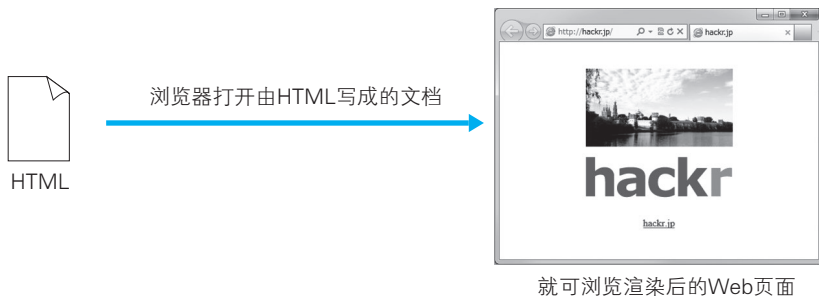 浏览器打开由HTML写成的文档
HTML
http://hackr.jp/
hackr.jp
hackr
hackr.jp
就可浏览渲染后的Web页面